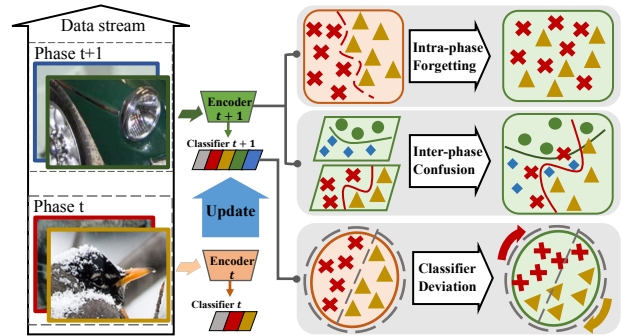 Data stream
Phase t+1
Encoder
t + 1
Classifier t + 1
Update
Phase t
Encoder
t
Classifier t
Intra-phase
Forgetting
Inter-phase
Confusion
Classifier
Deviation